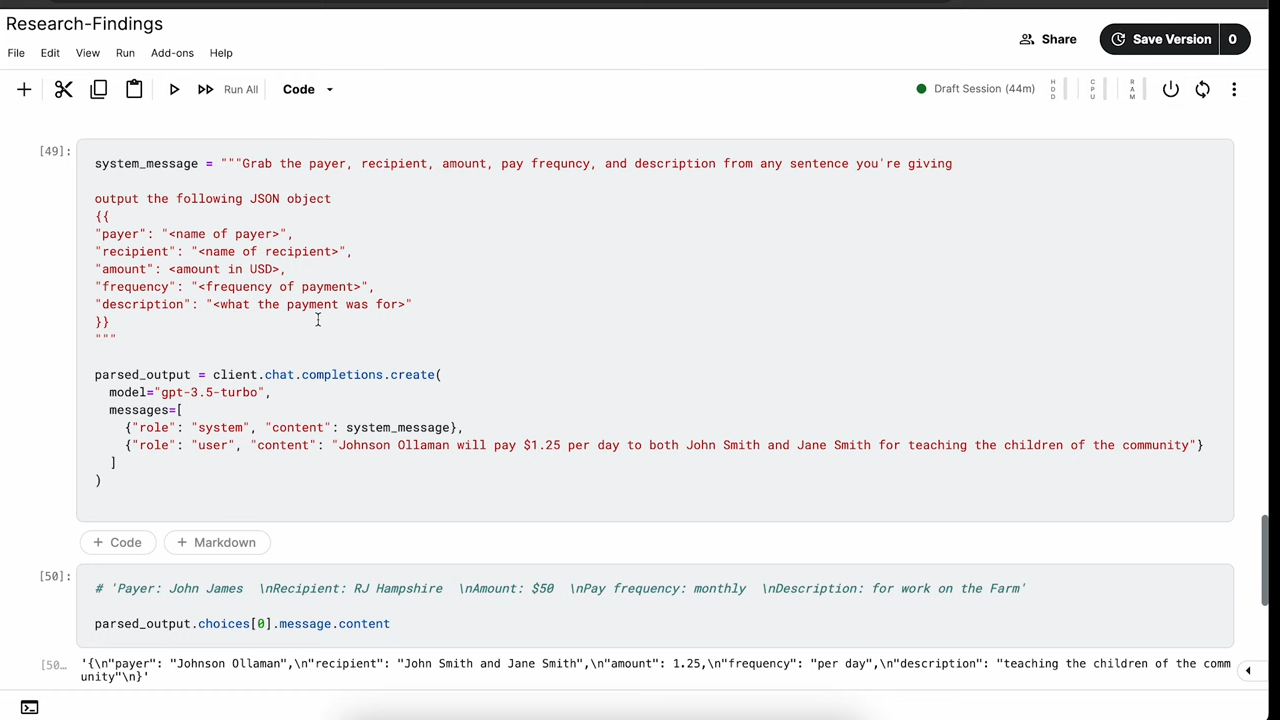 Research-Findings
File Edit View Run Add-ons Help
Share
Save Version 0
Run All Code
Draft Session (44m)
HDD
CPU
RAM
[49]:
system_message = """Grab the payer, recipient, amount, pay frequncy, and description from any sentence you're giving
output the following JSON object
{{
"payer": "<name of payer>",
"recipient": "<name of recipient>",
"amount": <amount in USD>,
"frequency": "<frequency of payment>",
"description": "<what the payment was for>"
}}
"""
parsed_output = client.chat.completions.create(
model="gpt-3.5-turbo",
messages=[
{"role": "system", "content": system_message},
{"role": "user", "content": "Johnson Ollaman will pay $1.25 per day to both John Smith and Jane Smith for teaching the children of the community"}
]
)
+ Code + Markdown
[50]:
# 'Payer: John James  \nRecipient: RJ Hampshire  \nAmount: $50  \nPay frequency: monthly  \nDescription: for work on the Farm'
parsed_output.choices[0].message.content
[50…
'{\n"payer": "Johnson Ollaman",\n"recipient": "John Smith and Jane Smith",\n"amount": 1.25,\n"frequency": "per day",\n"description": "teaching the children of the comm
unity"\n}'